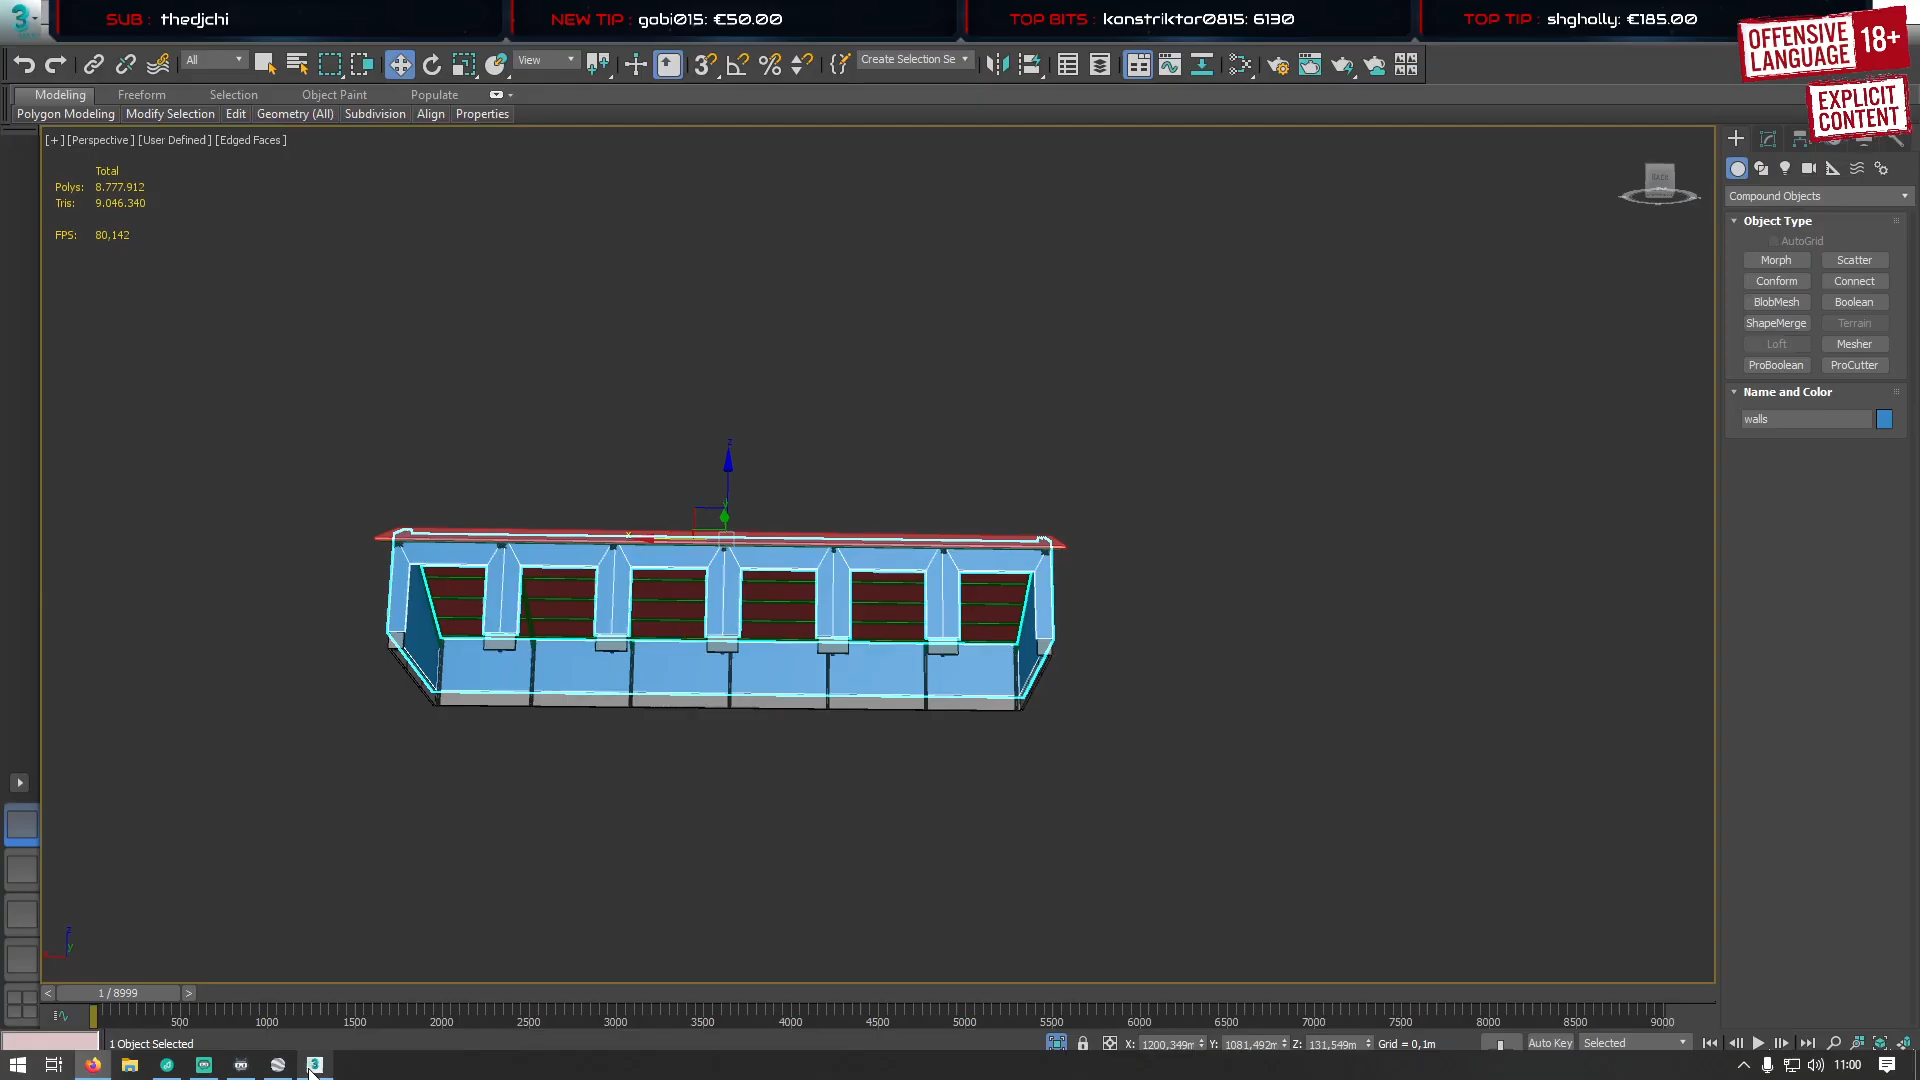 SUB : thedjchi
NEW TIP : gabi015: €50.00
TOP BITS : konstriktor0815: 6130
TOP TIP : shgholly: €185.00
OFFENSIVE LANGUAGE 18+
EXPLICIT CONTENT
All
View
Create Selection Se
Modeling
Freeform
Selection
Object Paint
Populate
Polygon Modeling
Modify Selection
Edit
Geometry (All)
Subdivision
Align
Properties
[+] [Perspective] [User Defined] [Edged Faces]
Total
Polys: 8.777.912
Tris: 9.046.340
FPS: 80,142
BACK
Compound Objects
Object Type
AutoGrid
Morph
Scatter
Conform
Connect
BlobMesh
Boolean
ShapeMerge
Terrain
Loft
Mesher
ProBoolean
ProCutter
Name and Color
walls
z
y
x
z
y
< 1 / 8999 >
500 1000 1500 2000 2500 3000 3500 4000 4500 5000 5500 6000 6500 7000 7500 8000 8500 9000
1 Object Selected
X: 1200,349m
Y: 1081,492m
Z: 131,549m
Grid = 0,1m
Auto Key
Selected
11:00